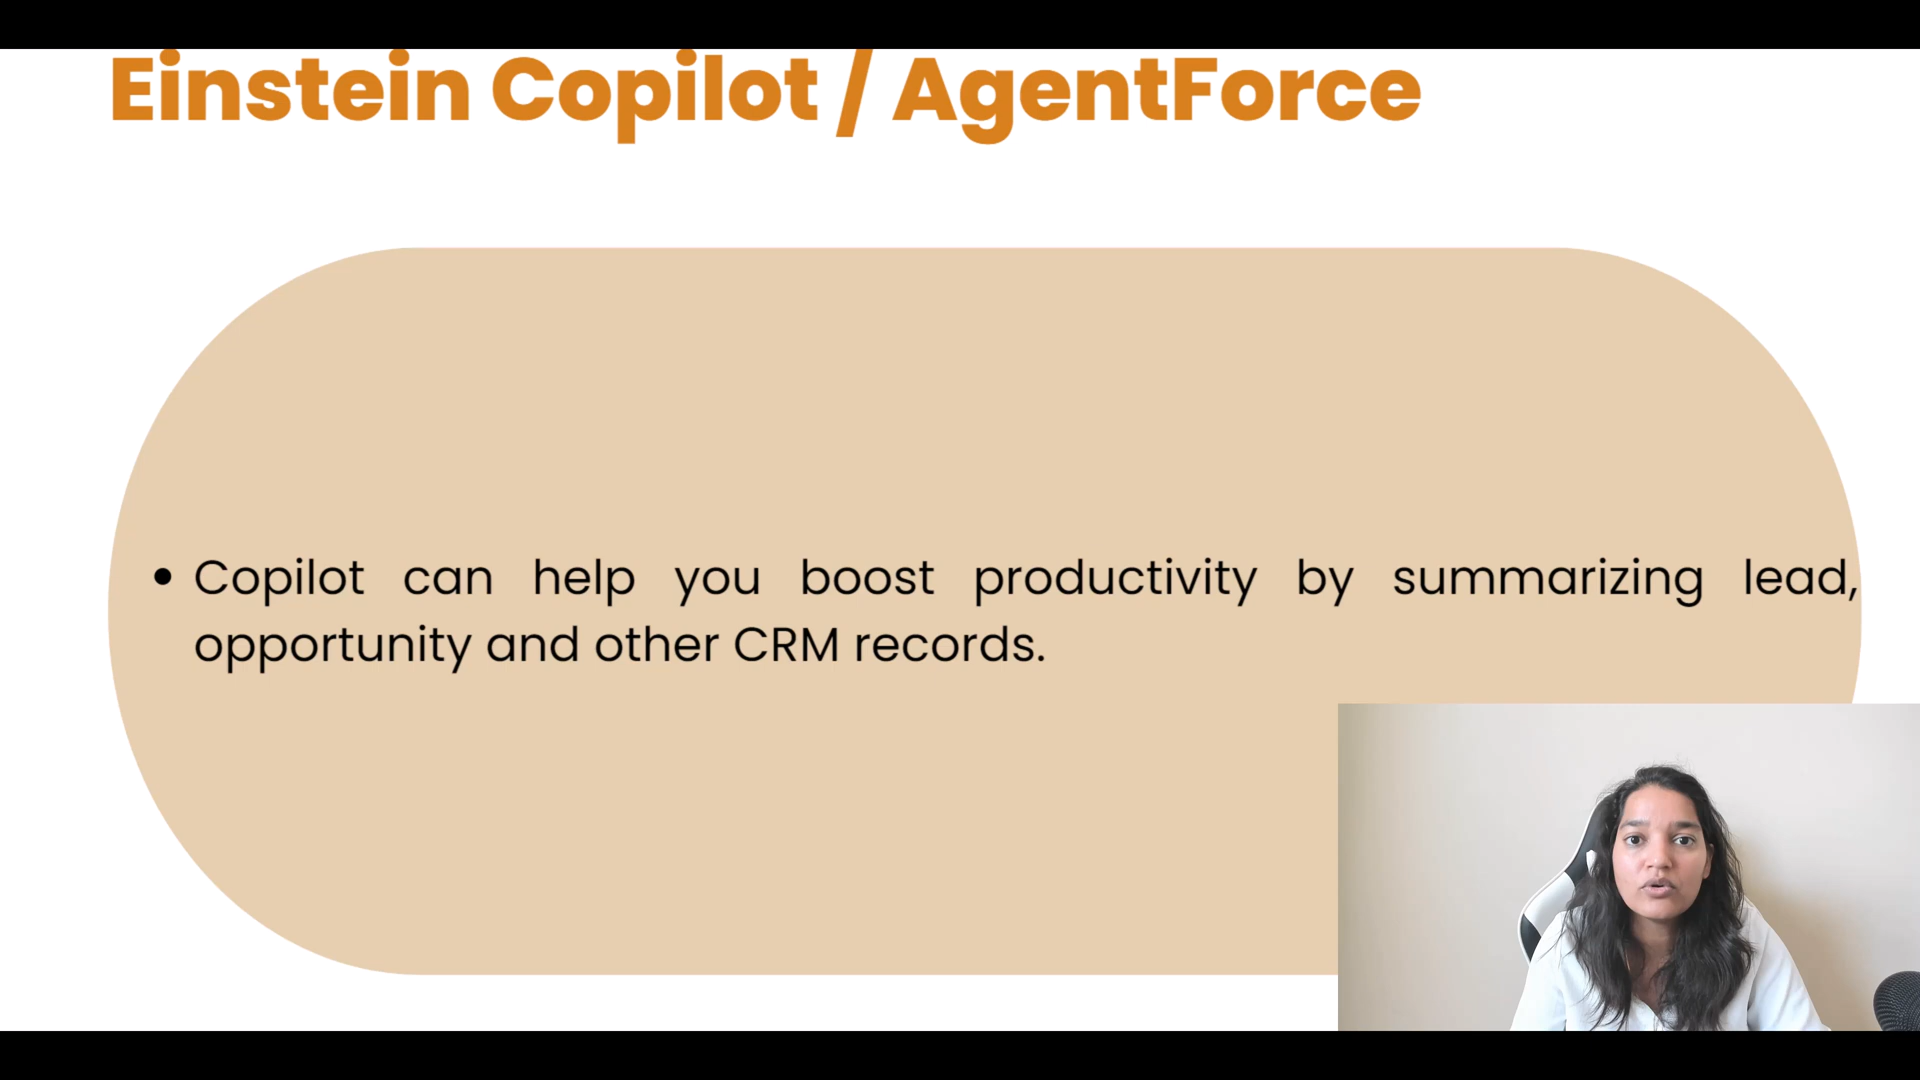 Einstein Copilot / AgentForce
• Copilot can help you boost productivity by summarizing lead,
opportunity and other CRM records.